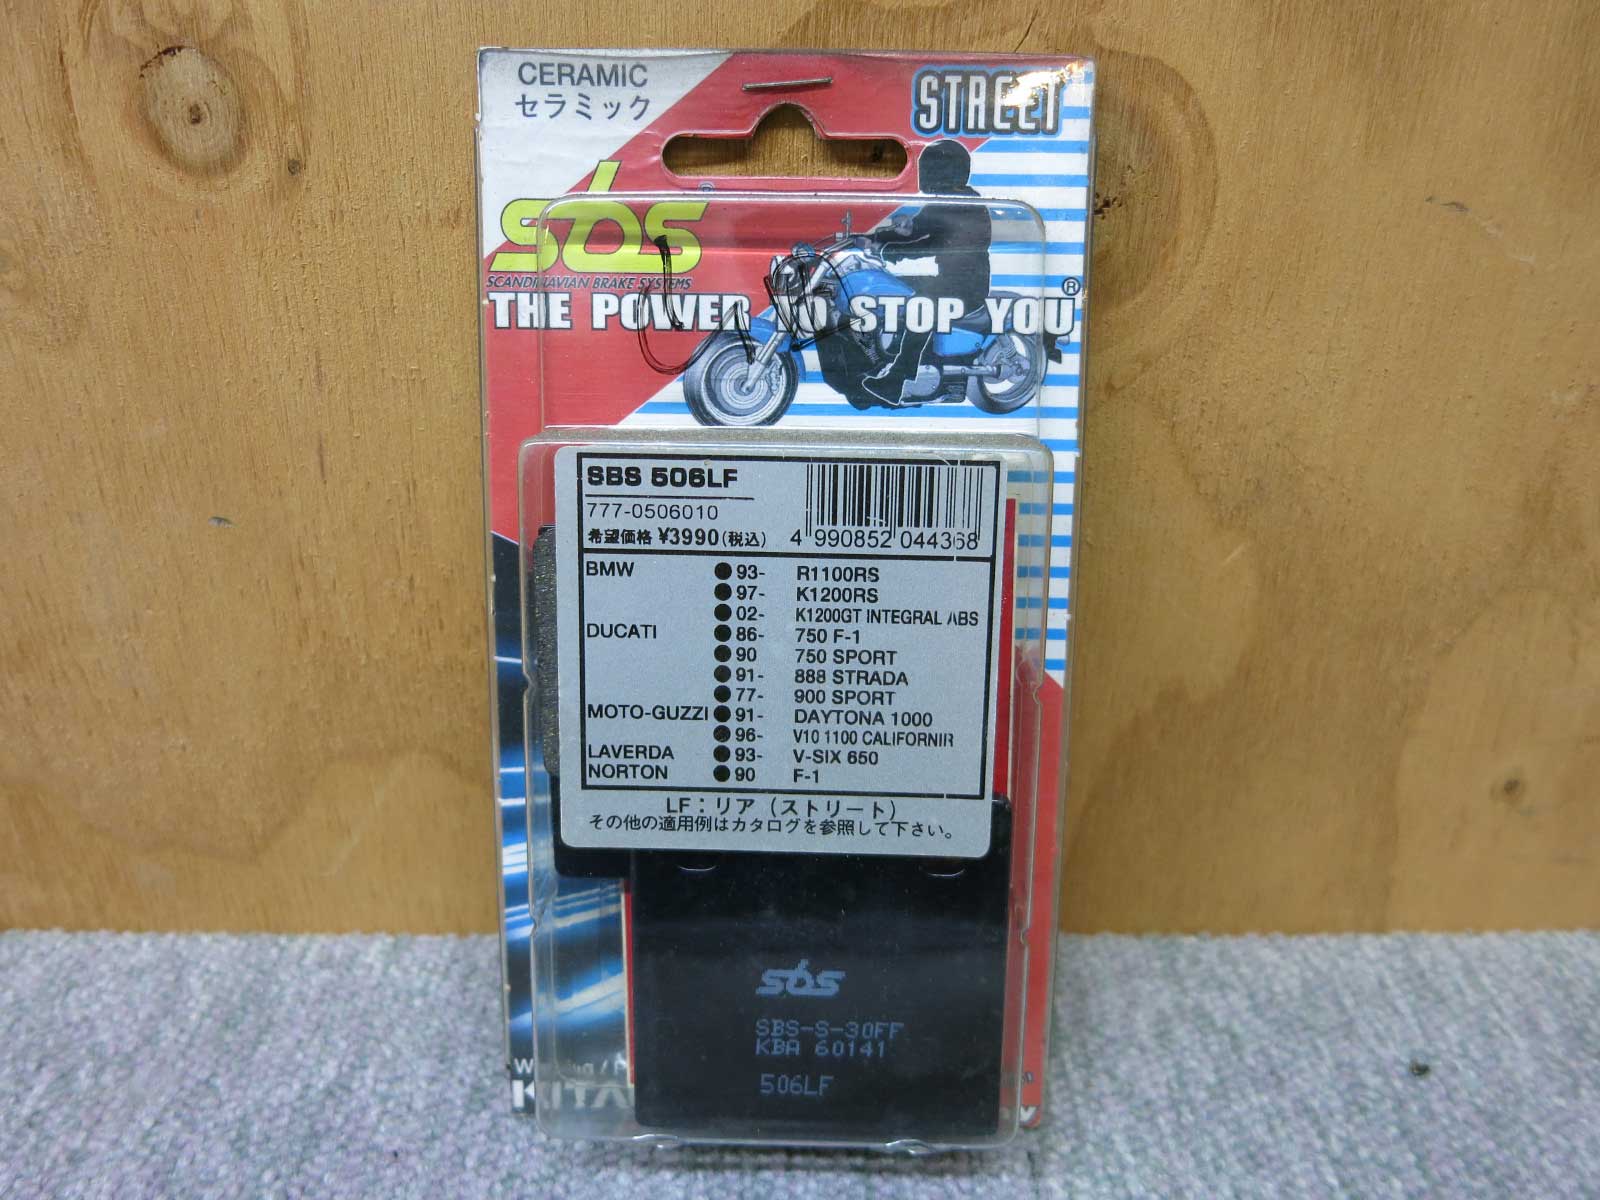 CERAMIC
セラミック
STREET
sbs®
SCANDINAVIAN BRAKE SYSTEMS
THE POWER TO STOP YOU®
SBS 506LF
777-0506010
希望価格 ¥3990(税込)
4 990852 044368
BMW ●93- R1100RS
●97- K1200RS
●02- K1200GT INTEGRAL ABS
DUCATI ●86- 750 F-1
●90 750 SPORT
●91- 888 STRADA
●77- 900 SPORT
MOTO-GUZZI ●91- DAYTONA 1000
●96- V10 1100 CALIFORNIR
LAVERDA ●93- V-SIX 650
NORTON ●90 F-1
LF：リア（ストリート）
その他の適用例はカタログを参照して下さい。
sbs
SBS-S-30FF
KBA 60141
506LF